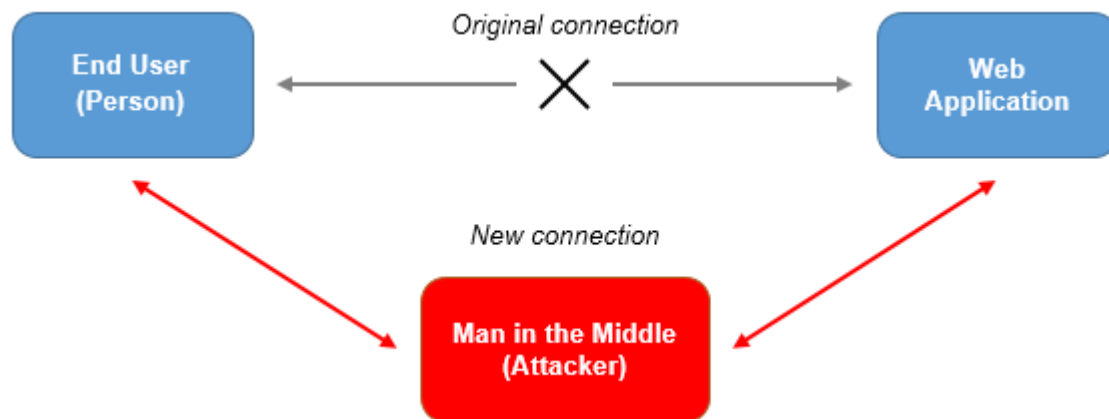 Original connection
End User
(Person)
Web
Application
New connection
Man in the Middle
(Attacker)